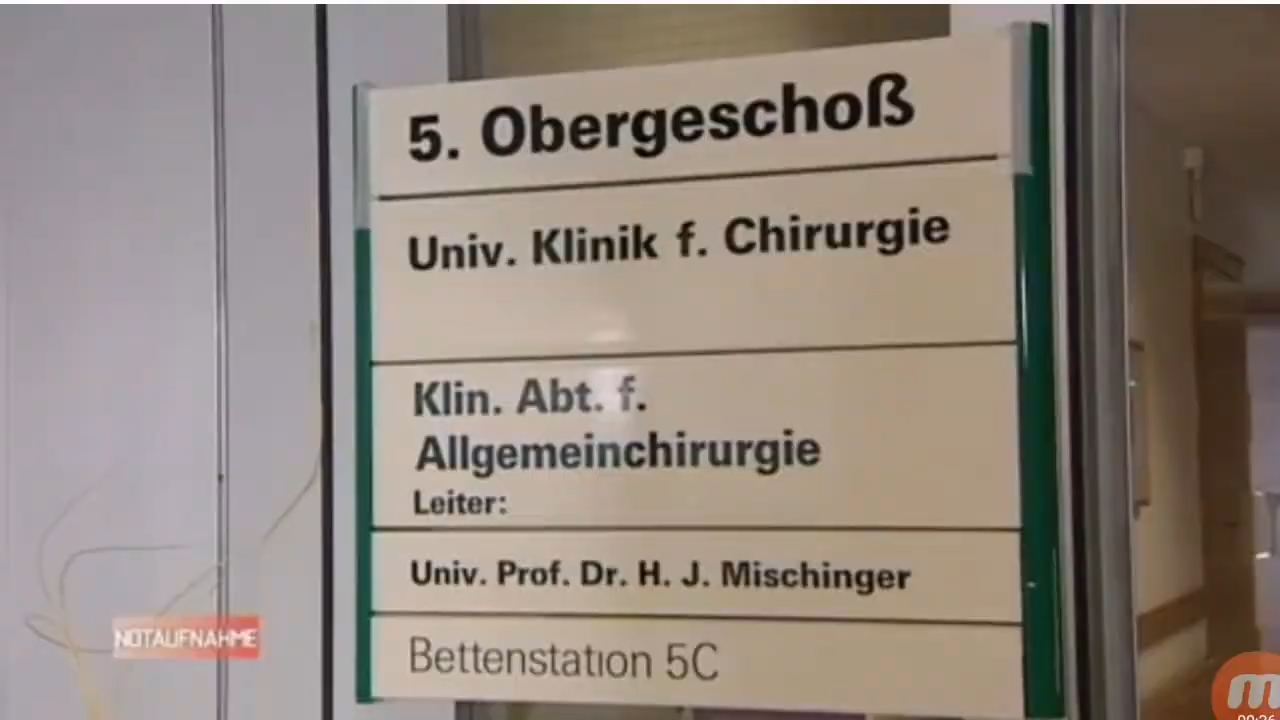 5. Obergeschoß
Univ. Klinik f. Chirurgie
Klin. Abt. f.
Allgemeinchirurgie
Leiter:
Univ. Prof. Dr. H. J. Mischinger
Bettenstation 5C
NOTAUFNAHME